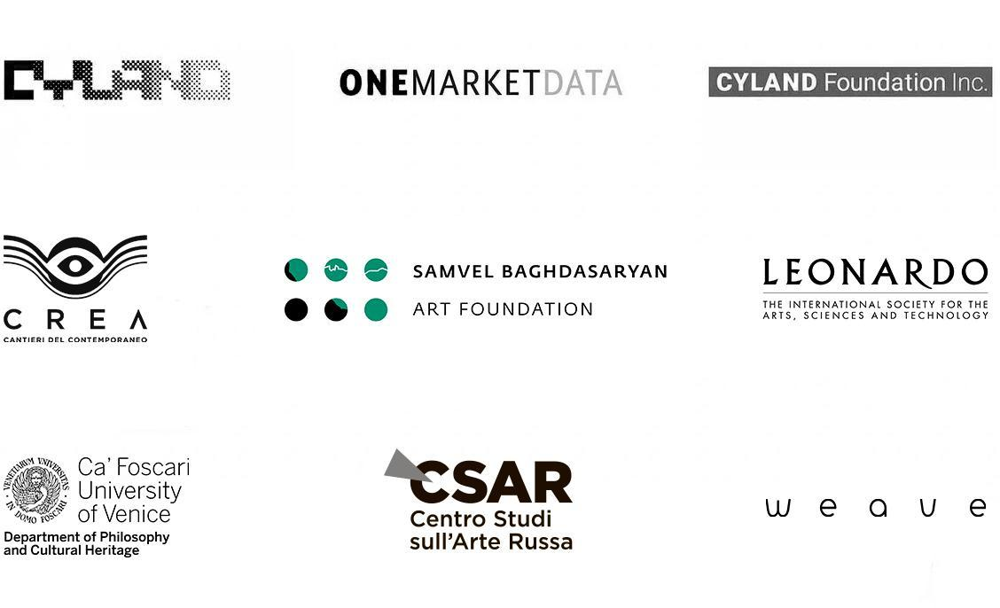 CYLAND
ONEMARKETDATA
CYLAND Foundation Inc.
CREA
CANTIERI DEL CONTEMPORANEO
SAMVEL BAGHDASARYAN
ART FOUNDATION
LEONARDO
THE INTERNATIONAL SOCIETY FOR THE
ARTS, SCIENCES AND TECHNOLOGY
VENETIARVM VNIVERSITAS
IN DOMO FOSCARI
Ca' Foscari
University
of Venice
Department of Philosophy
and Cultural Heritage
CSAR
Centro Studi
sull'Arte Russa
weave